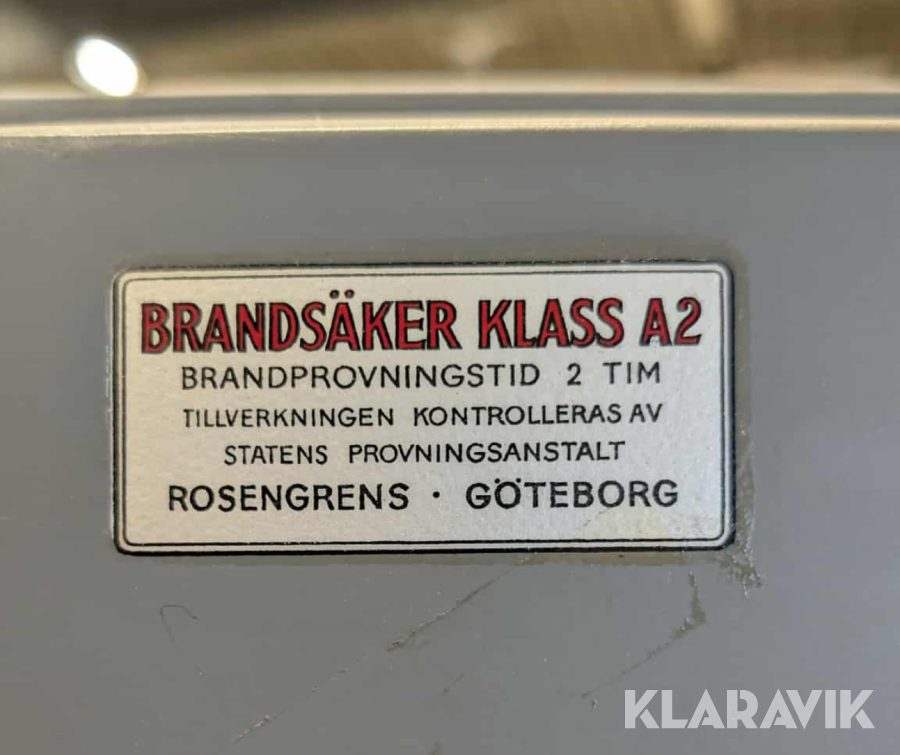 BRANDSÄKER KLASS A2
BRANDPROVNINGSTID 2 TIM
TILLVERKNINGEN KONTROLLERAS AV
STATENS PROVNINGSANSTALT
ROSENGRENS · GÖTEBORG
KLARAVIK